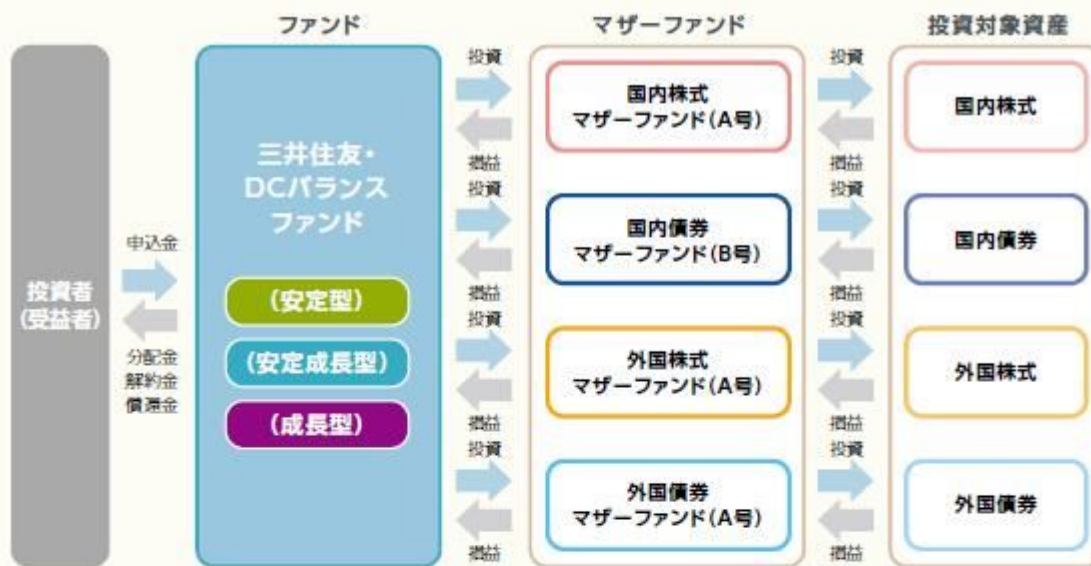 ファンド
マザーファンド
投資対象資産
投資者
(受益者)
申込金
分配金
解約金
償還金
三井住友・
DCバランス
ファンド
(安定型)
(安定成長型)
(成長型)
投資
損益
投資
損益
投資
損益
投資
損益
国内株式
マザーファンド(A号)
国内債券
マザーファンド(B号)
外国株式
マザーファンド(A号)
外国債券
マザーファンド(A号)
投資
損益
投資
損益
投資
損益
投資
損益
国内株式
国内債券
外国株式
外国債券